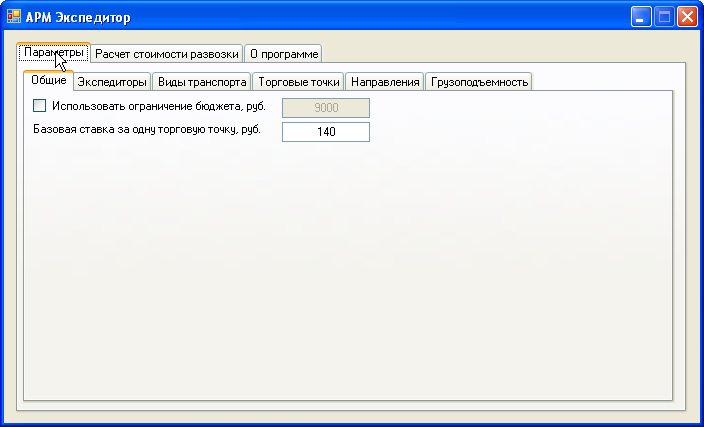 АРМ Экспедитор
Параметры Расчет стоимости развозки О программе
Общие Экспедиторы Виды транспорта Торговые точки Направления Грузоподъемность
Использовать ограничение бюджета, руб. 9000
Базовая ставка за одну торговую точку, руб. 140